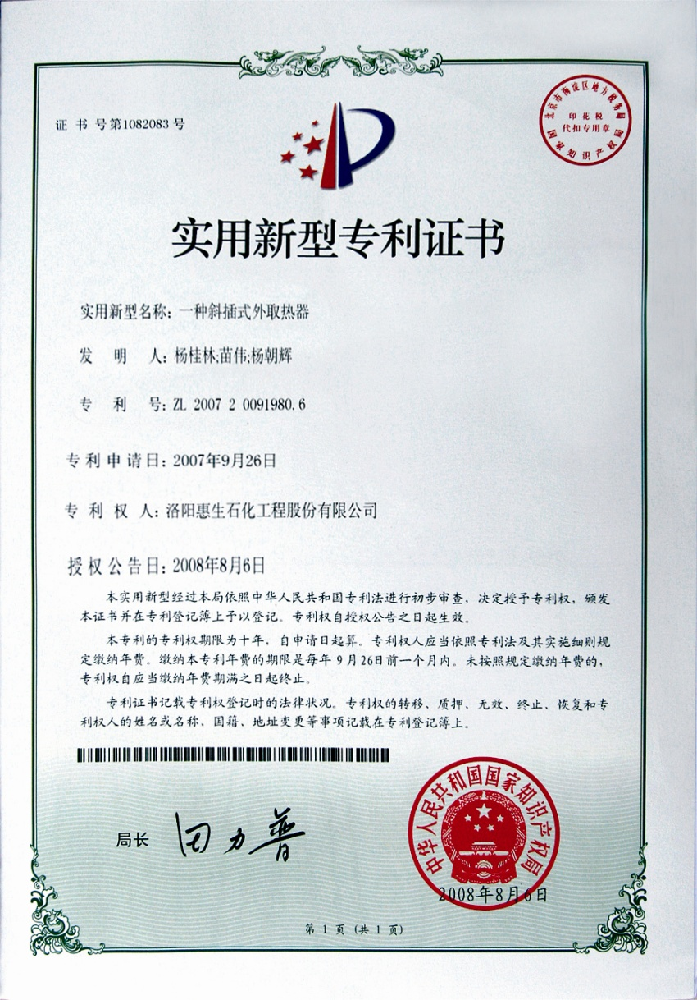 证 书 号第1082083号
北京市海淀区地方税务局
印花税
代扣专用章
国家知识产权局
实用新型专利证书
实用新型名称：一种斜插式外取热器
发 明 人：杨桂林;苗伟;杨朝辉
专 利 号：ZL 2007 2 0091980.6
专利申请日：2007年9月26日
专 利 权 人：洛阳惠生石化工程股份有限公司
授权公告日：2008年8月6日
本实用新型经过本局依照中华人民共和国专利法进行初步审查，决定授予专利权，颁发
本证书并在专利登记簿上予以登记。专利权自授权公告之日起生效。
本专利的专利权期限为十年，自申请日起算。专利权人应当依照专利法及其实施细则规
定缴纳年费。缴纳本专利年费的期限是每年 9 月26日前一个月内。未按照规定缴纳年费的，
专利权自应当缴纳年费期满之日起终止。
专利证书记载专利权登记时的法律状况。专利权的转移、质押、无效、终止、恢复和专
利权人的姓名或名称、国籍、地址变更等事项记载在专利登记簿上。
局长 田力普
中华人民共和国国家知识产权局
2008年8月6日
第 1 页 (共 1 页)